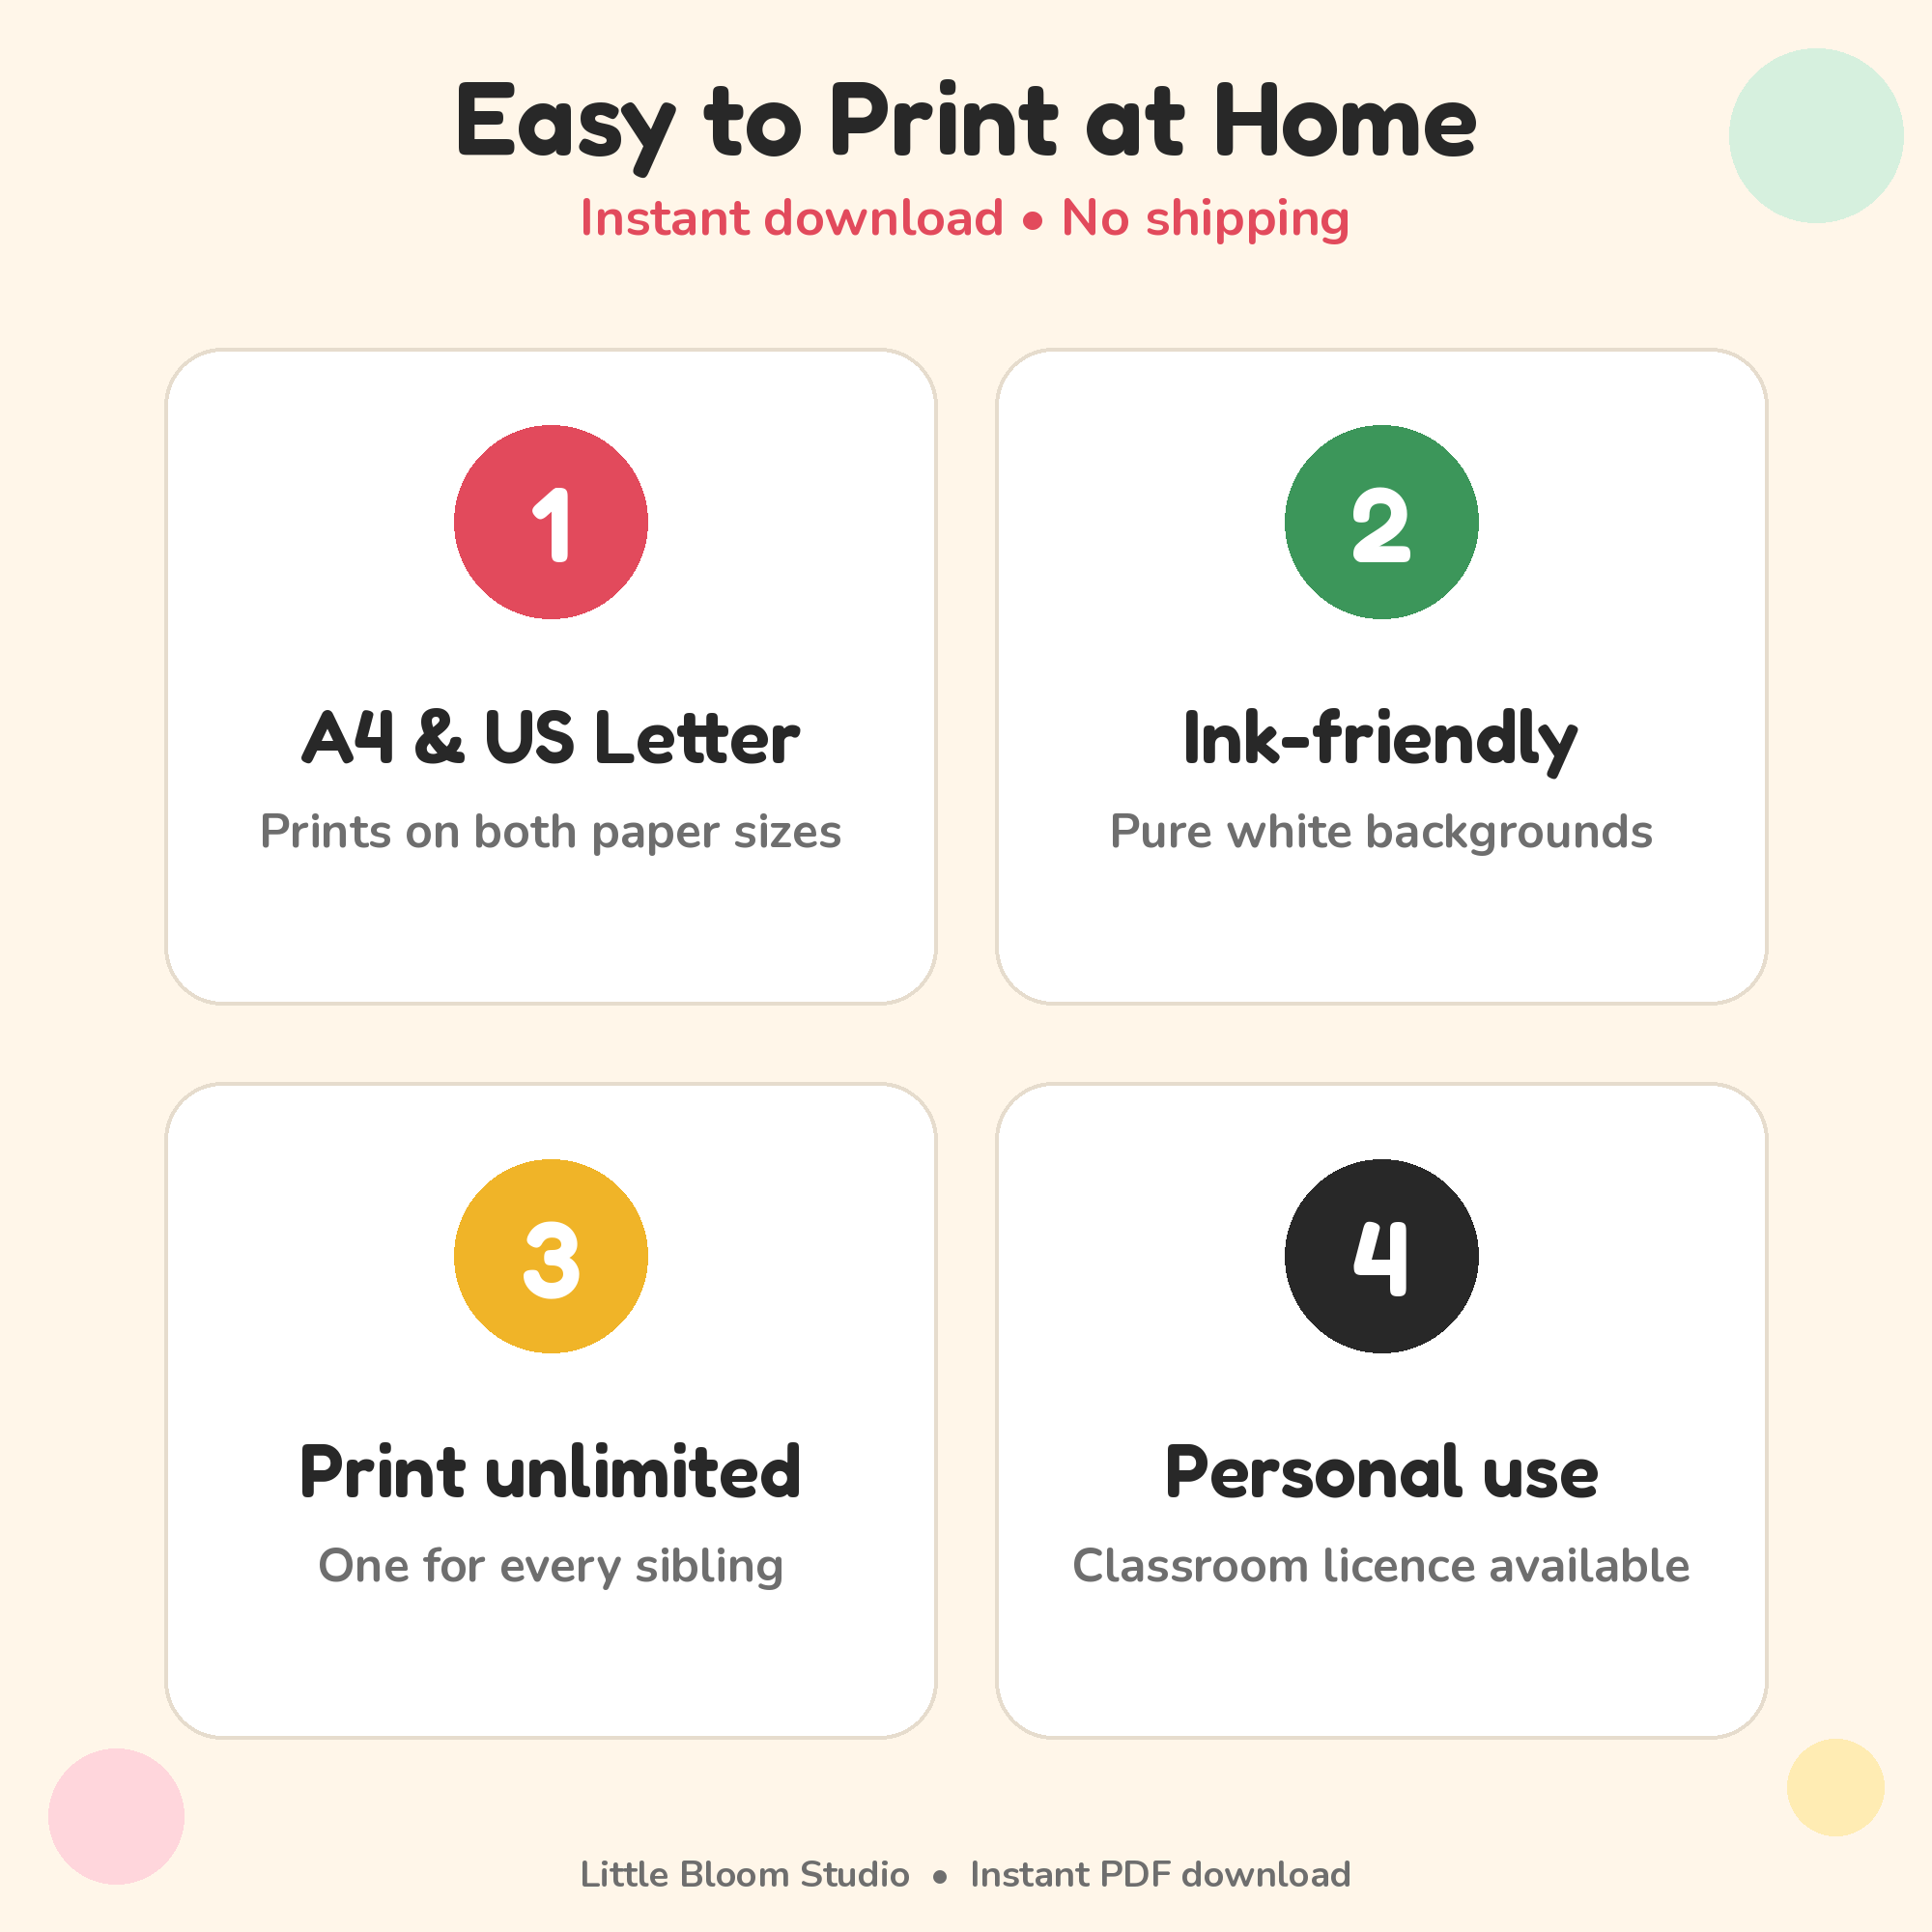 Easy to Print at Home
Instant download • No shipping
1
A4 & US Letter
Prints on both paper sizes
2
Ink-friendly
Pure white backgrounds
3
Print unlimited
One for every sibling
4
Personal use
Classroom licence available
Little Bloom Studio • Instant PDF download